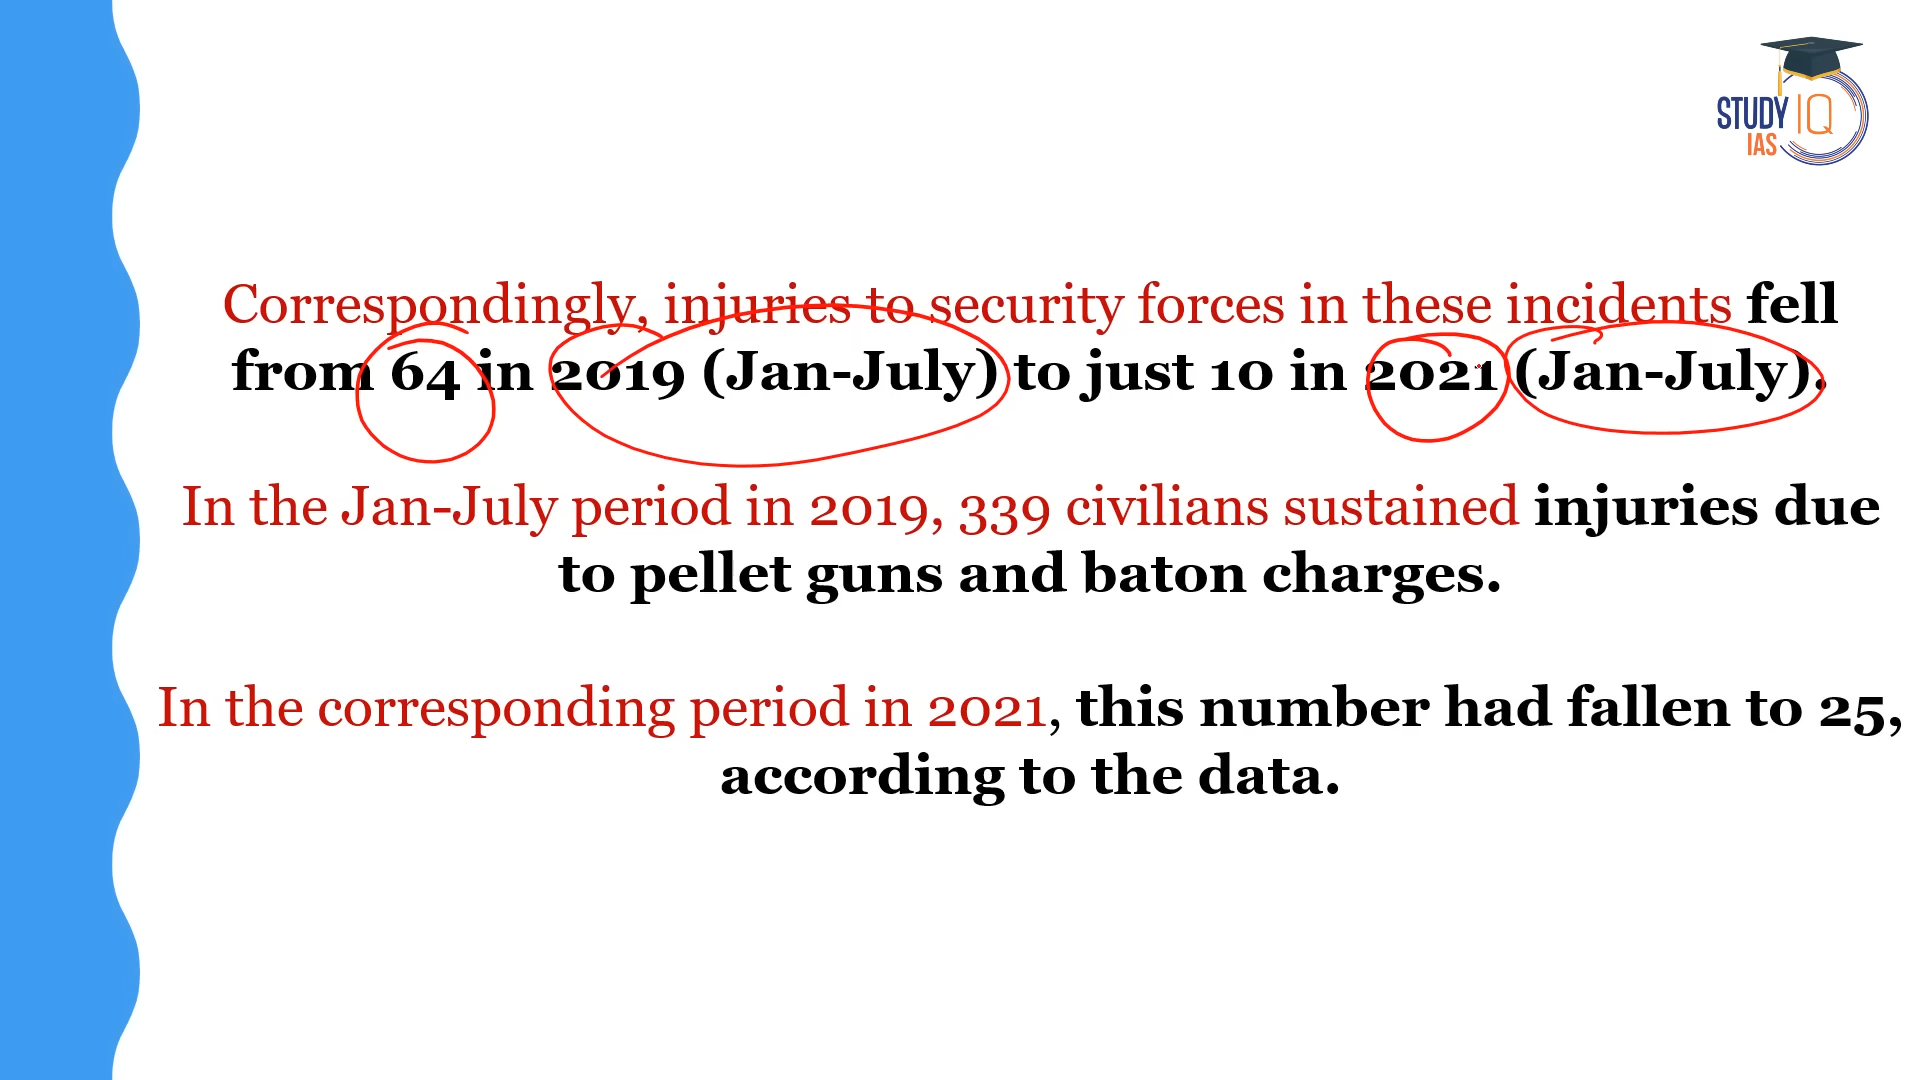 STUDY IQ
IAS
Correspondingly, injuries to security forces in these incidents fell
from 64 in 2019 (Jan-July) to just 10 in 2021 (Jan-July).
In the Jan-July period in 2019, 339 civilians sustained injuries due
to pellet guns and baton charges.
In the corresponding period in 2021, this number had fallen to 25,
according to the data.